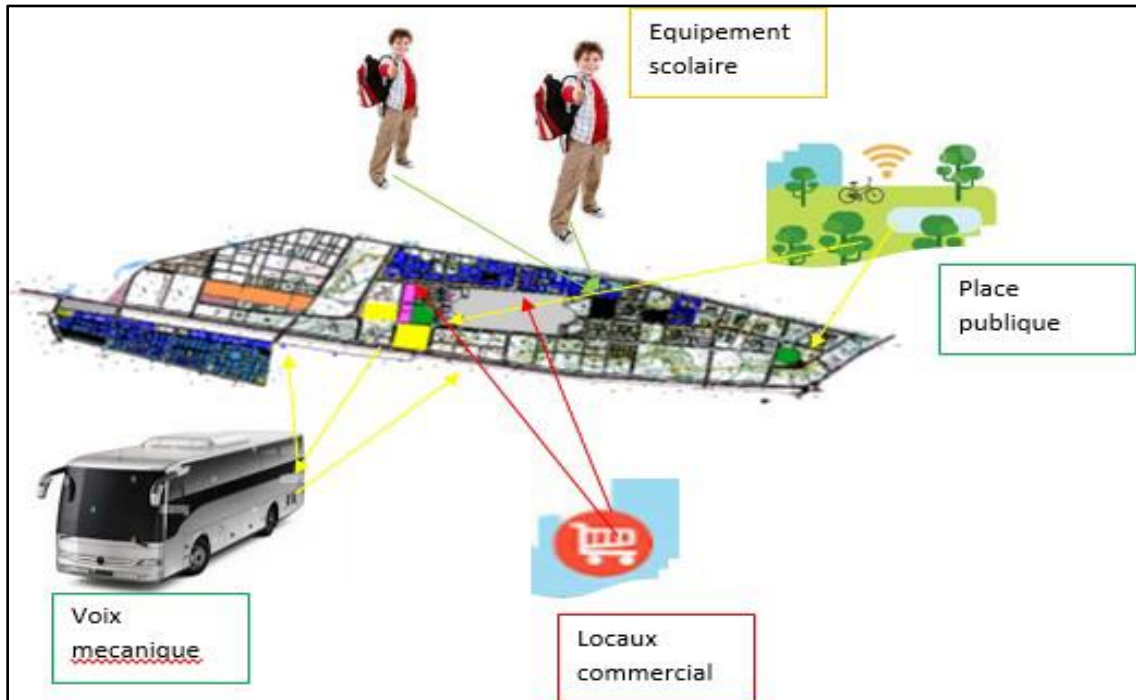 Equipement
scolaire
Place
publique
Voix
mecanique
Locaux
commercial